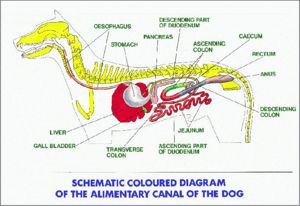 OESOPHAGUS
DESCENDING PART
OF DUODENUM
STOMACH
PANCREAS
ASCENDING
COLON
CAECUM
RECTUM
ANUS
DESCENDING
COLON
LIVER
GALL BLADDER
TRANSVERSE
COLON
ASCENDING PART
OF DUODENUM
JEJUNUM
SCHEMATIC COLOURED DIAGRAM
OF THE ALIMENTARY CANAL OF THE DOG